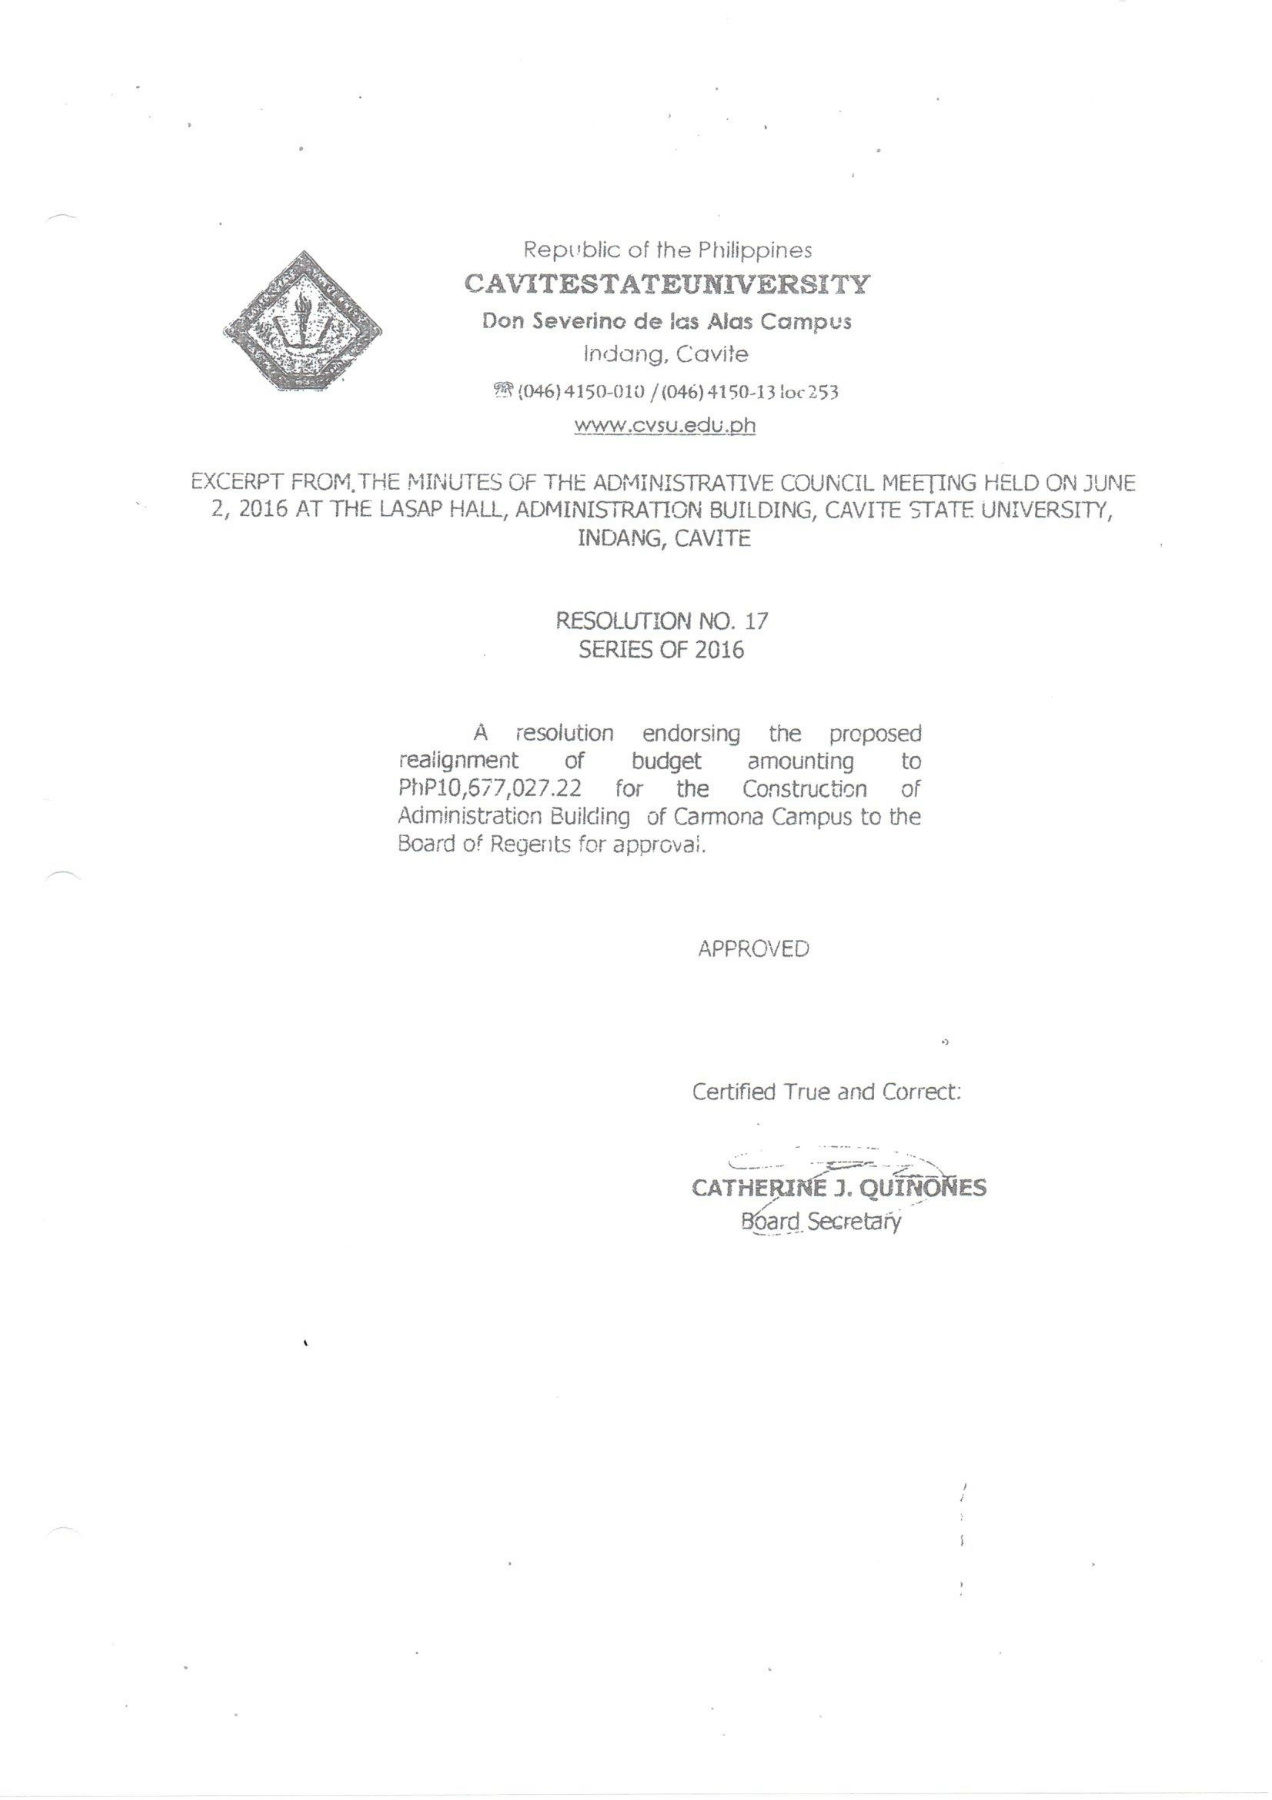 Republic of the Philippines
CAVITESTATEUNIVERSITY
Don Severino de las Alas Campus
Indang, Cavite
☎(046)4150-010 /(046)4150-13 loc253
www.cvsu.edu.ph
EXCERPT FROM THE MINUTES OF THE ADMINISTRATIVE COUNCIL MEETING HELD ON JUNE
2, 2016 AT THE LASAP HALL, ADMINISTRATION BUILDING, CAVITE STATE UNIVERSITY,
INDANG, CAVITE
RESOLUTION NO. 17
SERIES OF 2016
A resolution endorsing the proposed
realignment of budget amounting to
PhP10,677,027.22 for the Construction of
Administration Building of Carmona Campus to the
Board of Regents for approval.
APPROVED
Certified True and Correct:
CATHERINE J. QUIÑONES
Board Secretary